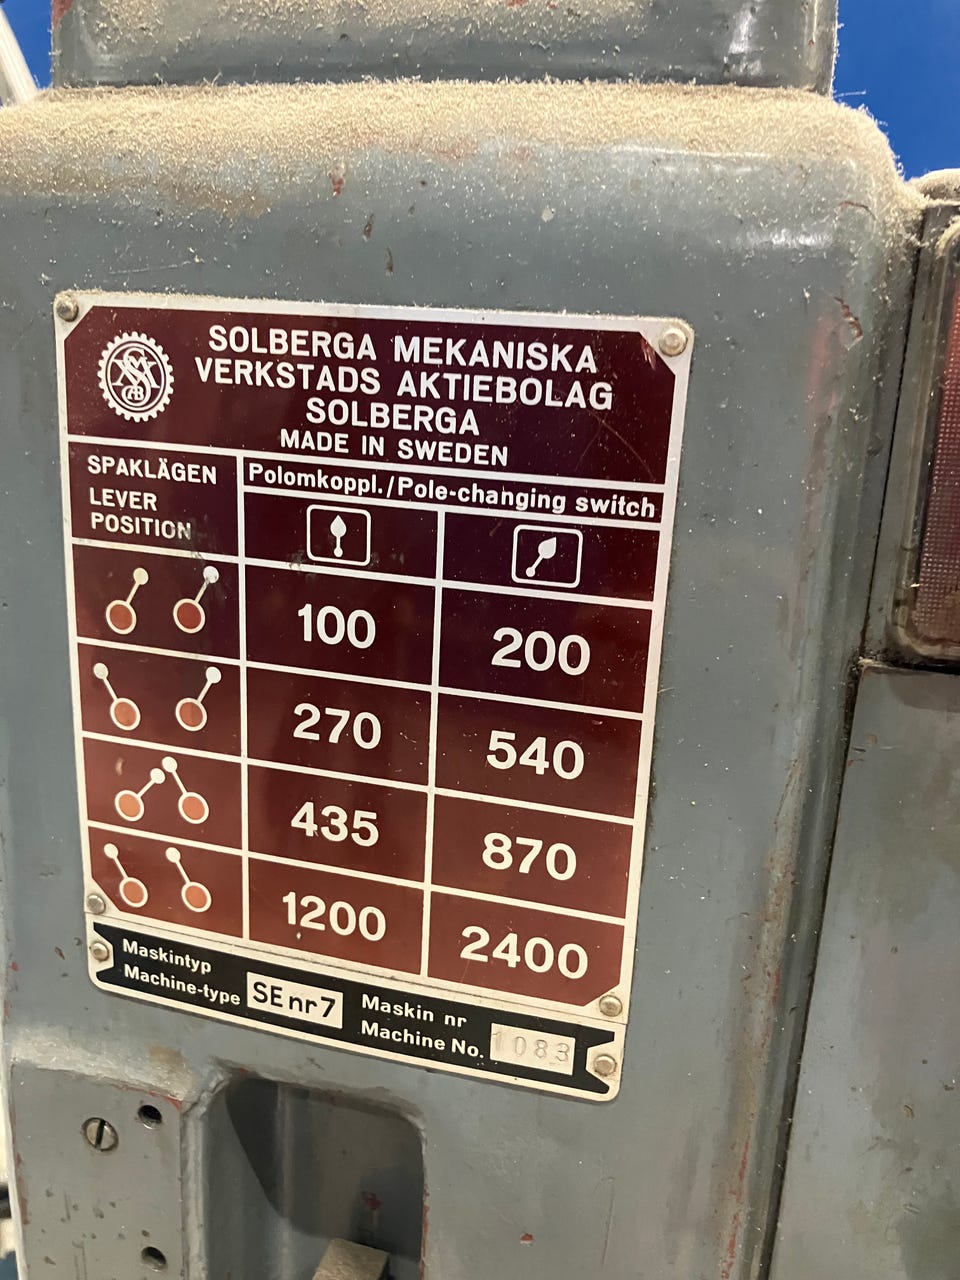 SOLBERGA MEKANISKA
VERKSTADS AKTIEBOLAG
SOLBERGA
MADE IN SWEDEN
SPAKLÄGEN
LEVER
POSITION
Polomkoppl./Pole-changing switch
100 200
270 540
435 870
1200 2400
Maskintyp
Machine-type
SE nr 7
Maskin nr
Machine No.
1083